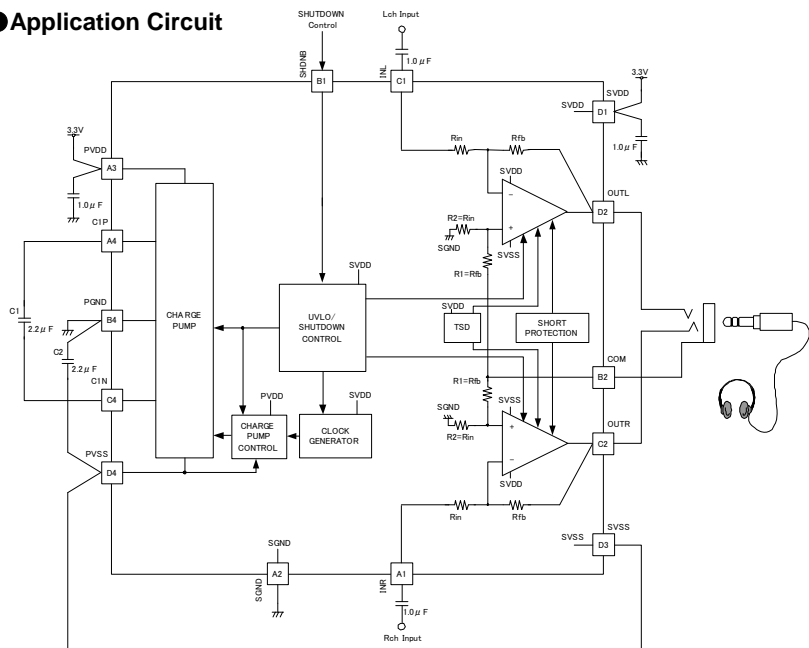 ●Application Circuit
SHUTDOWN
Control
Lch Input
1.0μF
SHDNB
B1
INL
C1
3.3V
SVDD
SVDD
D1
1.0μF
3.3V
PVDD
A3
1.0μF
C1P
A4
Rin
Rfb
SVDD
−
+
SVSS
OUTL
D2
R2=Rin
SGND
R1=Rfb
C1
2.2μF
PGND
B4
C2
2.2μF
C1N
C4
CHARGE
PUMP
SVDD
UVLO/
SHUTDOWN
CONTROL
SVDD
TSD
SHORT
PROTECTION
COM
B2
R1=Rfb
SGND
R2=Rin
SVSS
+
−
SVDD
OUTR
C2
PVDD
SVDD
CHARGE
PUMP
CONTROL
CLOCK
GENERATOR
PVSS
D4
Rin
Rfb
SVSS
SVSS
D3
SGND
A2
SGND
INR
A1
1.0μF
Rch Input